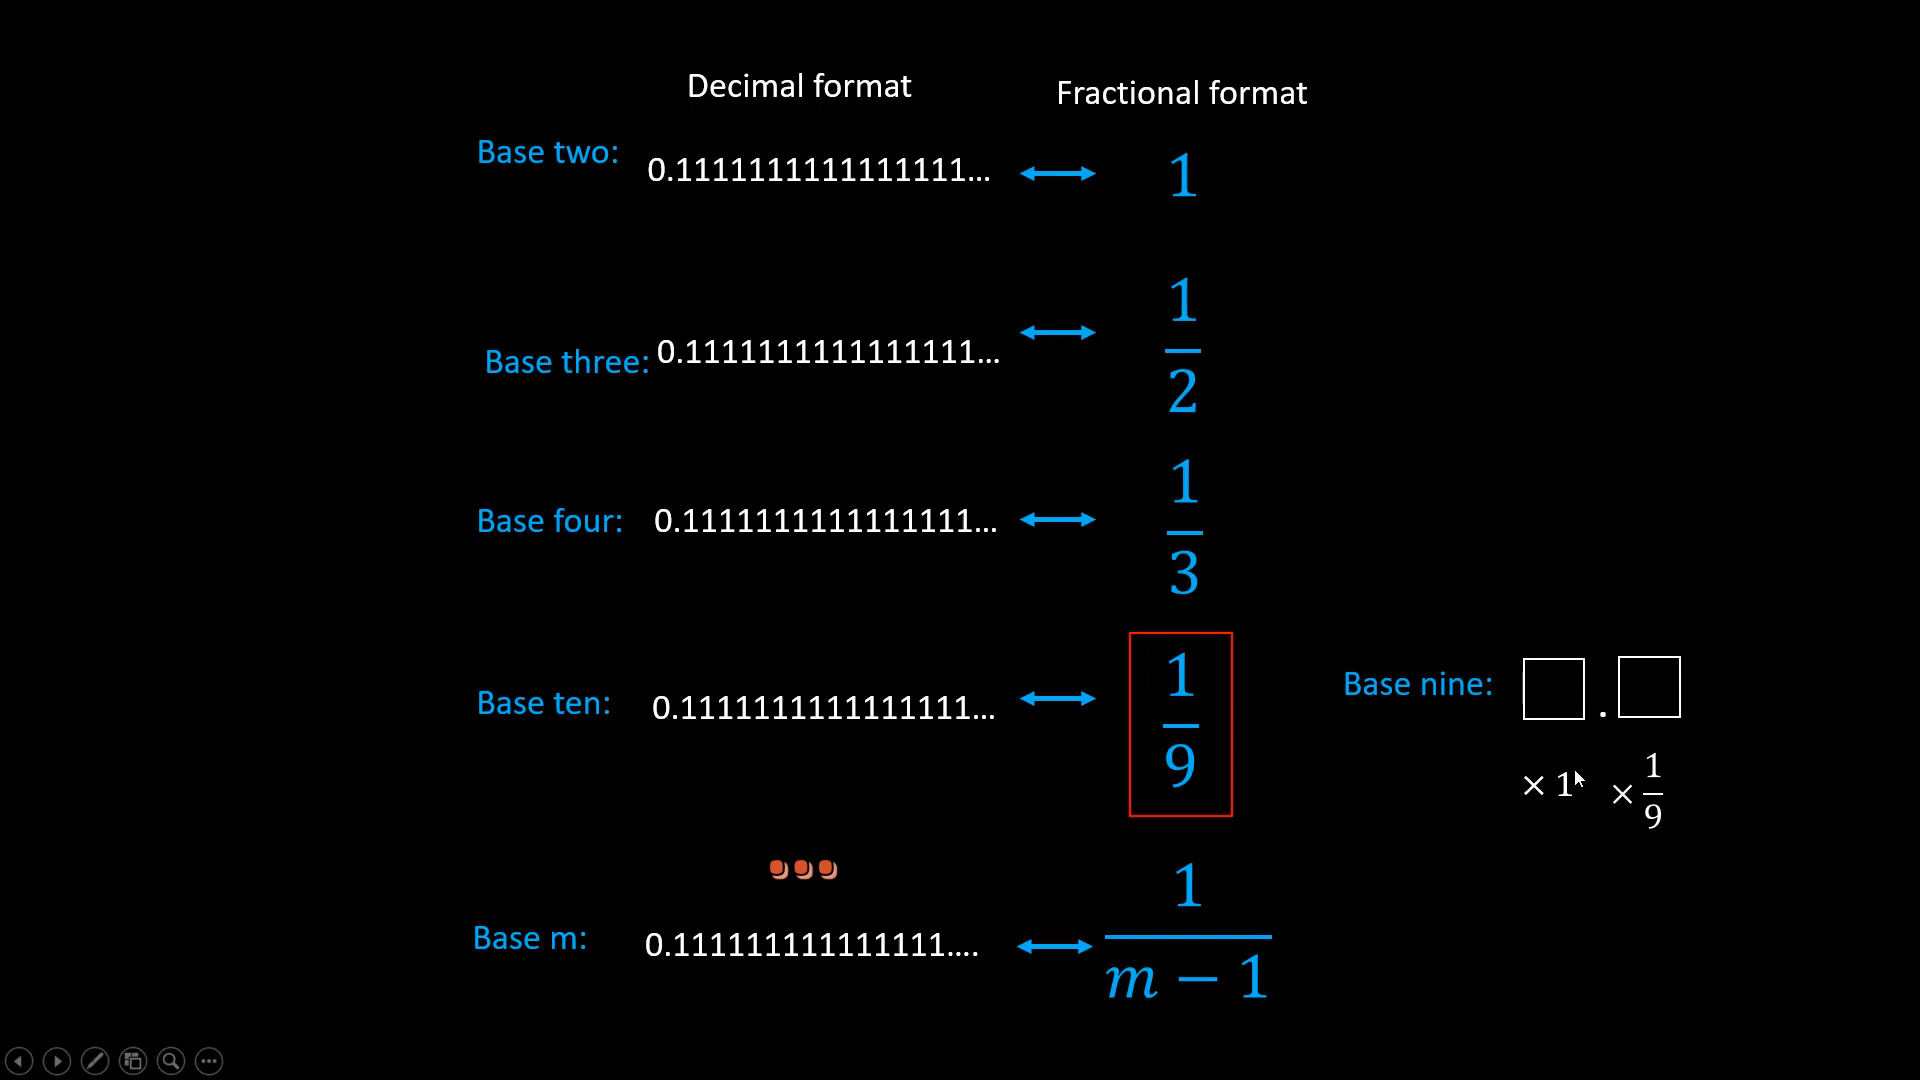 Decimal format
Fractional format
Base two: 0.1111111111111111... 1
Base three: 0.1111111111111111... 1/2
Base four: 0.1111111111111111... 1/3
Base ten: 0.1111111111111111... 1/9
Base nine: .
× 1 × 1/9
Base m: 0.111111111111111.... 1/(m − 1)